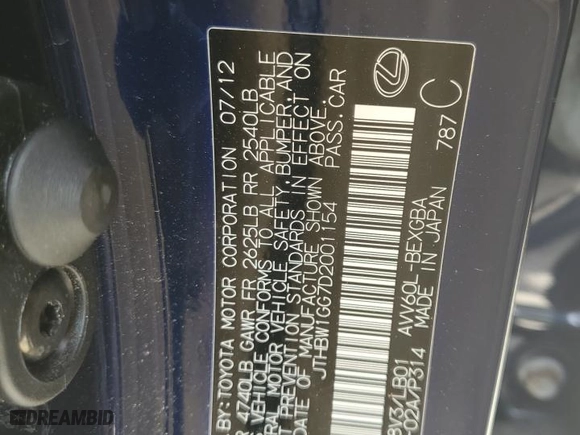 BY:TOYOTA MOTOR CORPORATION 07/12
4740LB GAWR FR 2625LB RR 2540LB
VEHICLE CONFORMS TO ALL APPLICABLE
MOTOR VEHICLE SAFETY, BUMPER, AND
PREVENTION STANDARDS IN EFFECT ON
DATE OF MANUFACTURE SHOWN ABOVE.
JTHBW1GG7D2001154 PASS.CAR
C
787
AVV60L-BEXGBA
MADE IN JAPAN
DREAMBID